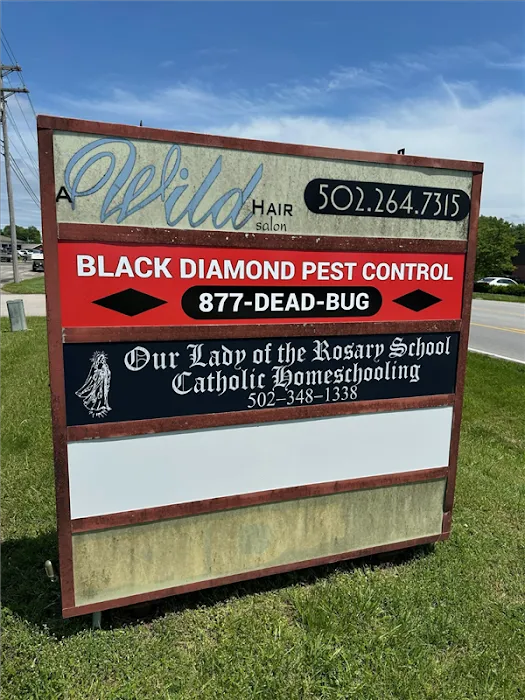 A Wild HAIR
salon
502.264.7315
BLACK DIAMOND PEST CONTROL
877-DEAD-BUG
Our Lady of the Rosary School
Catholic Homeschooling
502-348-1338